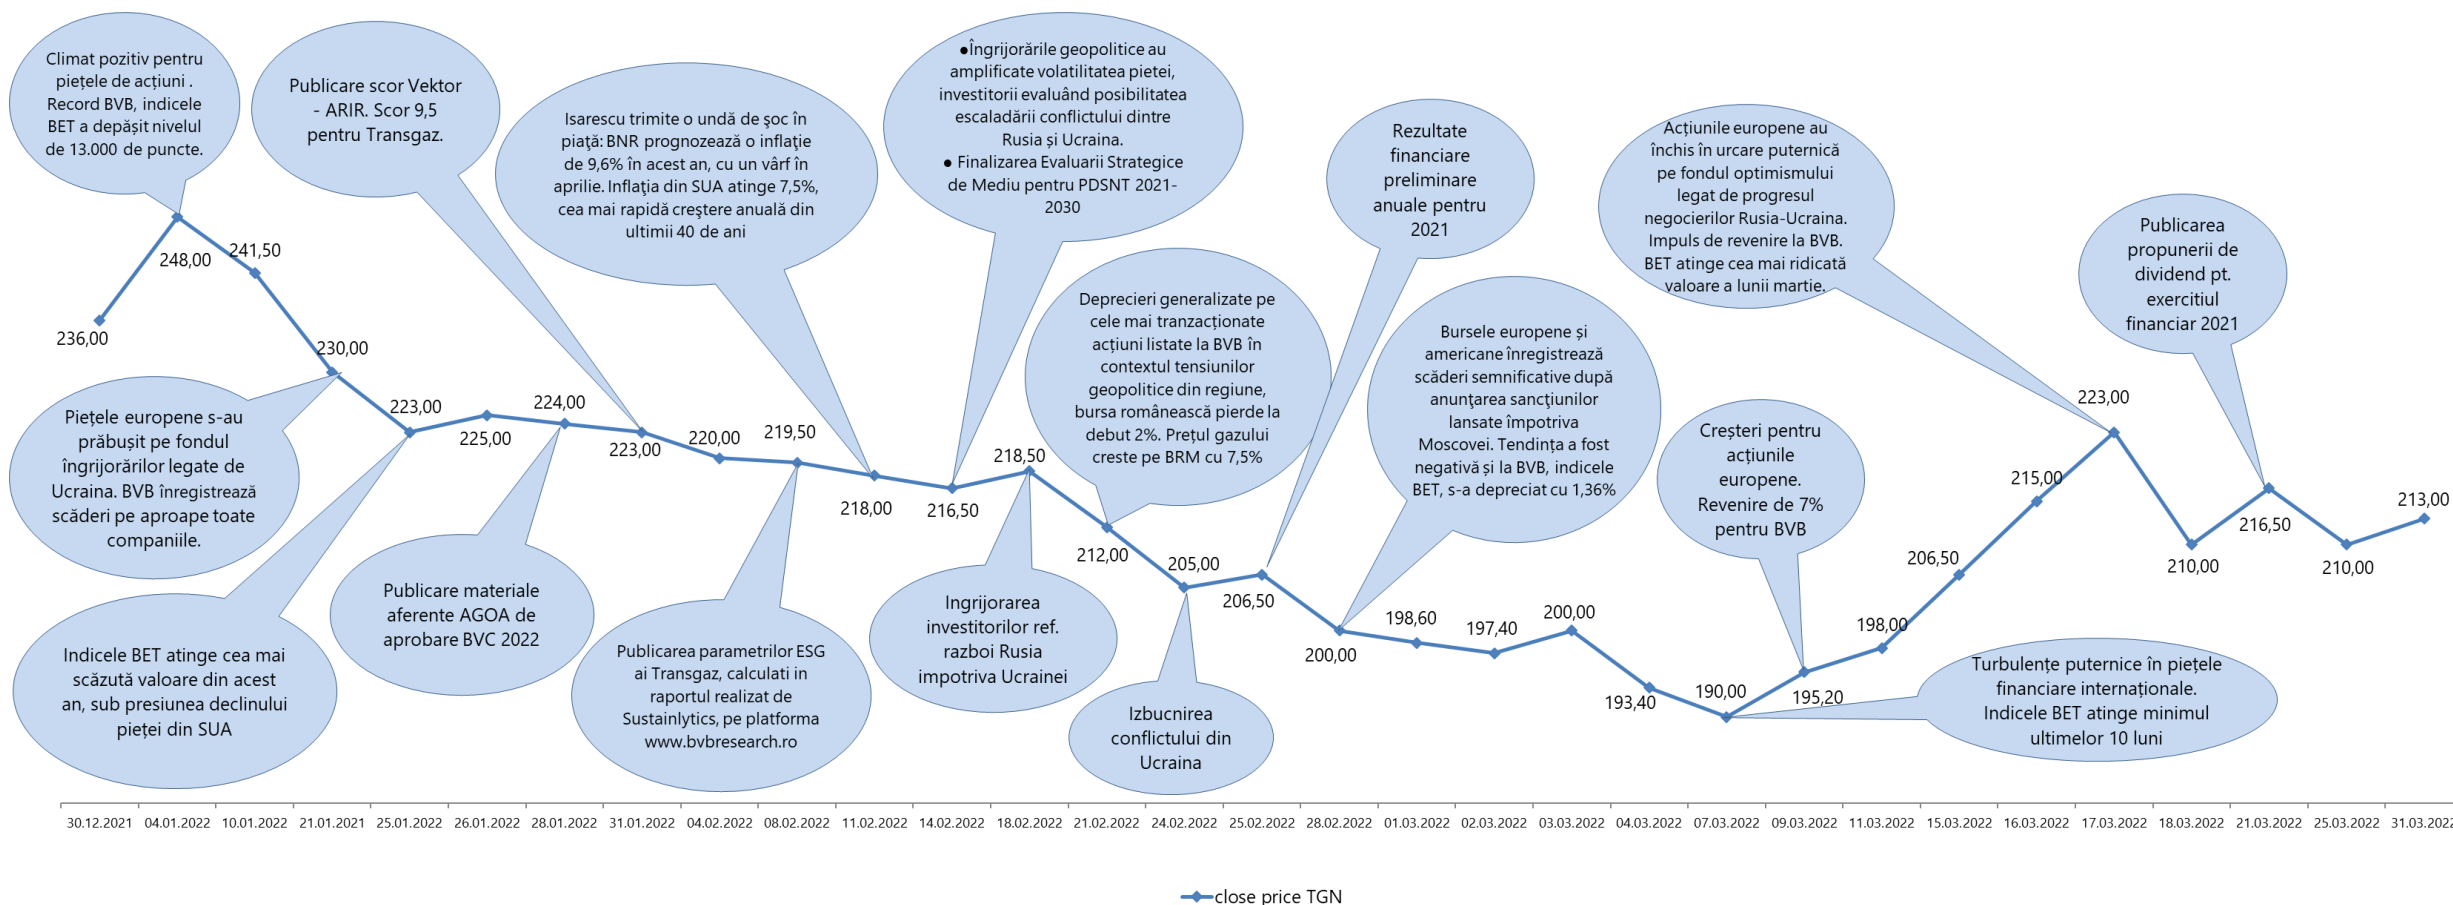 Climat pozitiv pentru
piețele de acțiuni .
Record BVB, indicele
BET a depășit nivelul
de 13.000 de puncte.
Publicare scor Vektor
- ARIR. Scor 9,5
pentru Transgaz.
Isarescu trimite o undă de şoc în
piaţă: BNR prognozează o inflaţie
de 9,6% în acest an, cu un vârf în
aprilie. Inflaţia din SUA atinge 7,5%,
cea mai rapidă creştere anuală din
ultimii 40 de ani
●Îngrijorările geopolitice au
amplificate volatilitatea pietei,
investitorii evaluând posibilitatea
escaladării conflictului dintre
Rusia și Ucraina.
● Finalizarea Evaluarii Strategice
de Mediu pentru PDSNT 2021-
2030
Deprecieri generalizate pe
cele mai tranzacționate
acțiuni listate la BVB în
contextul tensiunilor
geopolitice din regiune,
bursa românească pierde la
debut 2%. Prețul gazului
creste pe BRM cu 7,5%
Rezultate
financiare
preliminare
anuale pentru
2021
Bursele europene și
americane înregistrează
scăderi semnificative după
anunţarea sancţiunilor
lansate împotriva
Moscovei. Tendința a fost
negativă și la BVB, indicele
BET, s-a depreciat cu 1,36%
Acțiunile europene au
închis în urcare puternică
pe fondul optimismului
legat de progresul
negocierilor Rusia-Ucraina.
Impuls de revenire la BVB.
BET atinge cea mai ridicată
valoare a lunii martie.
Creșteri pentru
acțiunile
europene.
Revenire de 7%
pentru BVB
Publicarea
propunerii de
dividend pt.
exercitiul
financiar 2021
Piețele europene s-au
prăbușit pe fondul
îngrijorărilor legate de
Ucraina. BVB înregistrează
scăderi pe aproape toate
companiile.
Indicele BET atinge cea mai
scăzută valoare din acest
an, sub presiunea declinului
pieței din SUA
Publicare materiale
aferente AGOA de
aprobare BVC 2022
Publicarea parametrilor ESG
ai Transgaz, calculati in
raportul realizat de
Sustainlytics, pe platforma
www.bvbresearch.ro
Ingrijorarea
investitorilor ref.
razboi Rusia
impotriva Ucrainei
Izbucnirea
conflictului din
Ucraina
Turbulențe puternice în piețele
financiare internaționale.
Indicele BET atinge minimul
ultimelor 10 luni
236,00
248,00
241,50
230,00
223,00
225,00
224,00
223,00
220,00
219,50
218,00
216,50
218,50
212,00
205,00
206,50
200,00
198,60
197,40
200,00
193,40
190,00
195,20
198,00
206,50
215,00
223,00
210,00
216,50
210,00
213,00
30.12.2021
04.01.2022
10.01.2022
21.01.2021
25.01.2022
26.01.2022
28.01.2022
31.01.2022
04.02.2022
08.02.2022
11.02.2022
14.02.2022
18.02.2022
21.02.2022
24.02.2022
25.02.2022
28.02.2022
01.03.2022
02.03.2022
03.03.2022
04.03.2022
07.03.2022
09.03.2022
11.03.2022
15.03.2022
16.03.2022
17.03.2022
18.03.2022
21.03.2022
25.03.2022
31.03.2022
close price TGN